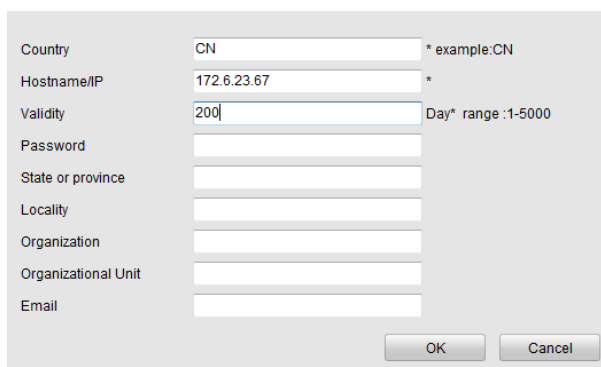 Country CN * example:CN
Hostname/IP 172.6.23.67 *
Validity 200 Day* range :1-5000
Password
State or province
Locality
Organization
Organizational Unit
Email
OK Cancel